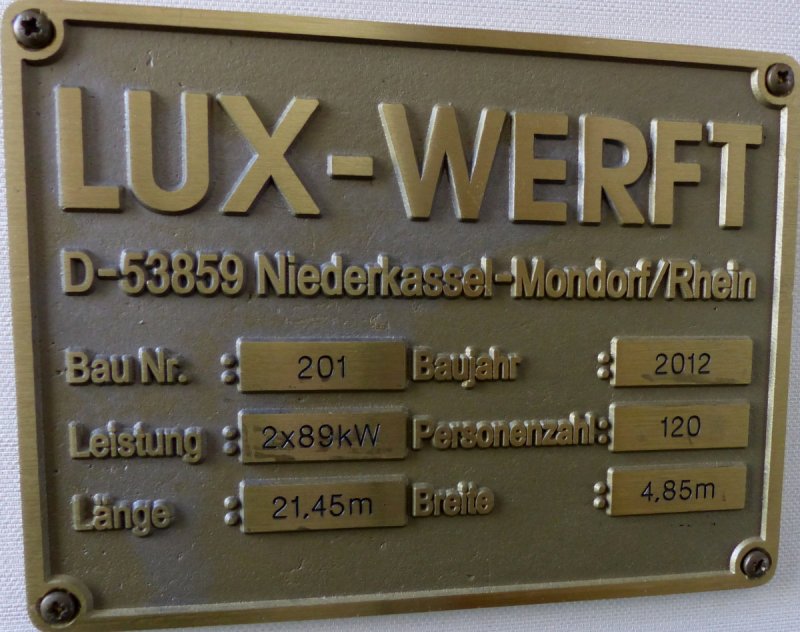 LUX-WERFT
D-53859 Niederkassel-Mondorf/Rhein
Bau Nr. : 201 Baujahr : 2012
Leistung : 2x89kW Personenzahl : 120
Länge : 21,45m Breite : 4,85m